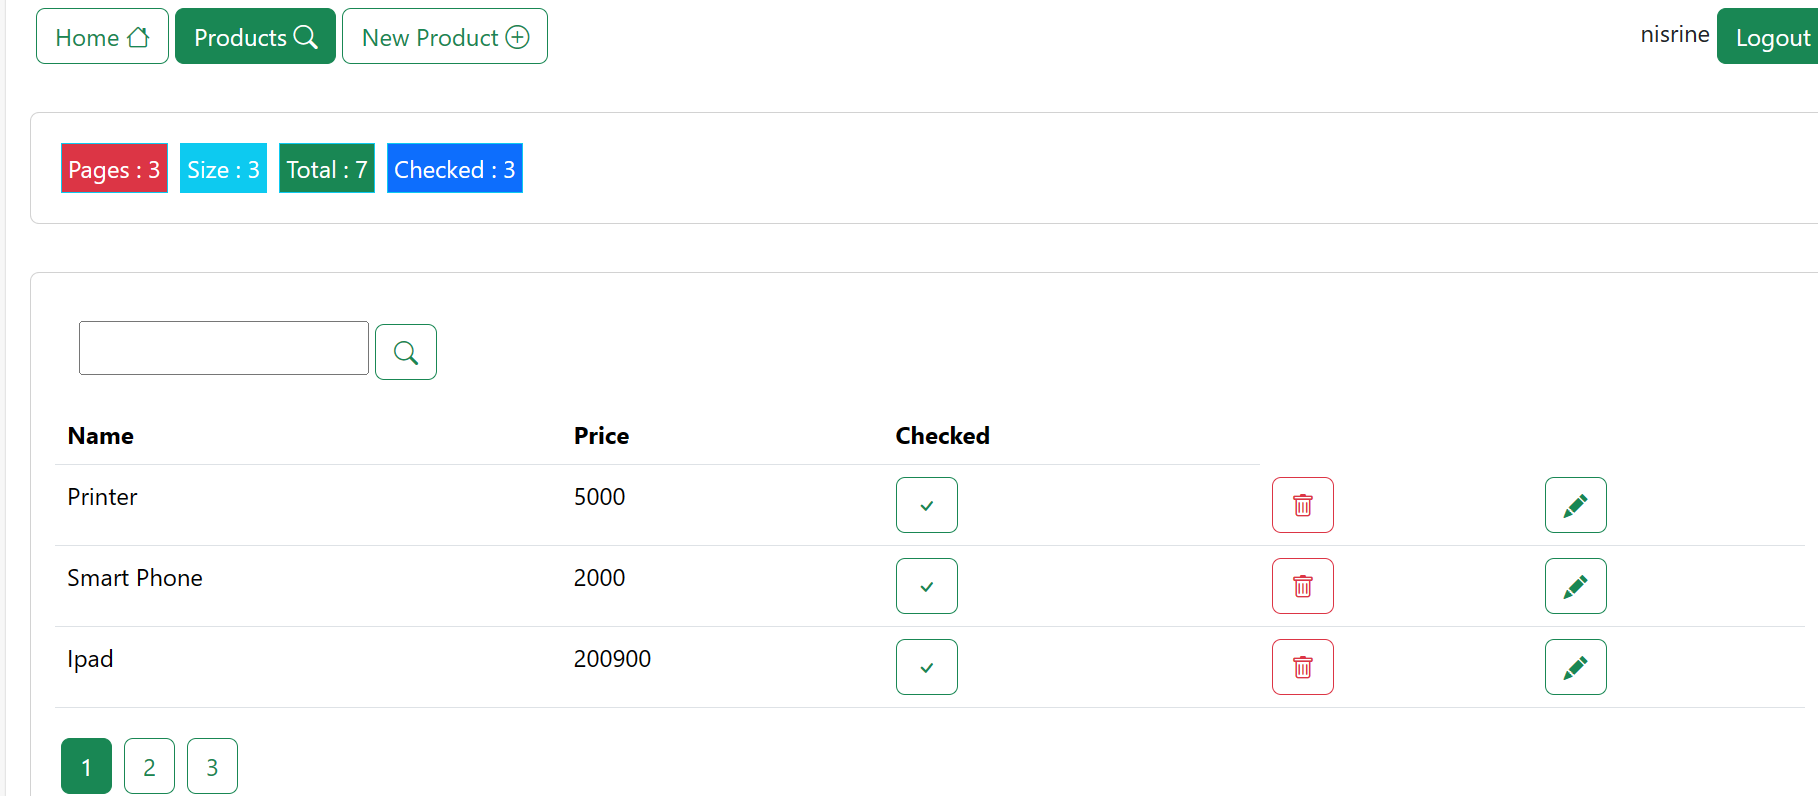 Home Products New Product nisrine Logout
Pages : 3 Size : 3 Total : 7 Checked : 3
Name Price Checked
Printer 5000
Smart Phone 2000
Ipad 200900
1 2 3